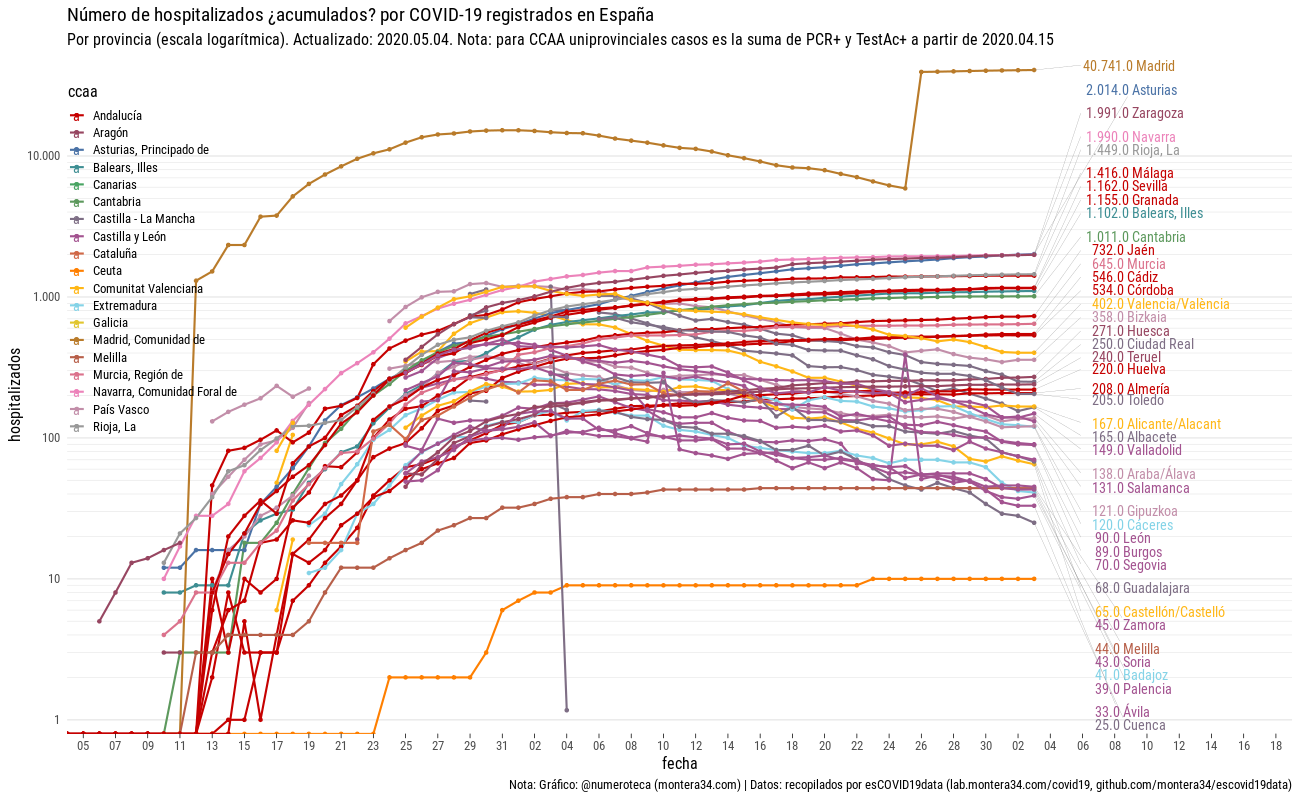 Número de hospitalizados ¿acumulados? por COVID-19 registrados en España
Por provincia (escala logarítmica). Actualizado: 2020.05.04. Nota: para CCAA uniprovinciales casos es la suma de PCR+ y TestAc+ a partir de 2020.04.15
ccaa
Andalucía
Aragón
Asturias, Principado de
Balears, Illes
Canarias
Cantabria
Castilla - La Mancha
Castilla y León
Cataluña
Ceuta
Comunitat Valenciana
Extremadura
Galicia
Madrid, Comunidad de
Melilla
Murcia, Región de
Navarra, Comunidad Foral de
País Vasco
Rioja, La
hospitalizados
10.000
1.000
100
10
1
40.741.0 Madrid
2.014.0 Asturias
1.991.0 Zaragoza
1.990.0 Navarra
1.449.0 Rioja, La
1.416.0 Málaga
1.162.0 Sevilla
1.155.0 Granada
1.102.0 Balears, Illes
1.011.0 Cantabria
732.0 Jaén
645.0 Murcia
546.0 Cádiz
534.0 Córdoba
402.0 Valencia/València
358.0 Bizkaia
271.0 Huesca
250.0 Ciudad Real
240.0 Teruel
220.0 Huelva
208.0 Almería
205.0 Toledo
167.0 Alicante/Alacant
165.0 Albacete
149.0 Valladolid
138.0 Araba/Álava
131.0 Salamanca
121.0 Gipuzkoa
120.0 Cáceres
90.0 León
89.0 Burgos
70.0 Segovia
68.0 Guadalajara
65.0 Castellón/Castelló
45.0 Zamora
44.0 Melilla
43.0 Soria
41.0 Badajoz
39.0 Palencia
33.0 Ávila
25.0 Cuenca
05 07 09 11 13 15 17 19 21 23 25 27 29 31 02 04 06 08 10 12 14 16 18 20 22 24 26 28 30 02 04 06 08 10 12 14 16 18
fecha
Nota: Gráfico: @numeroteca (montera34.com) | Datos: recopilados por esCOVID19data (lab.montera34.com/covid19, github.com/montera34/escovid19data)